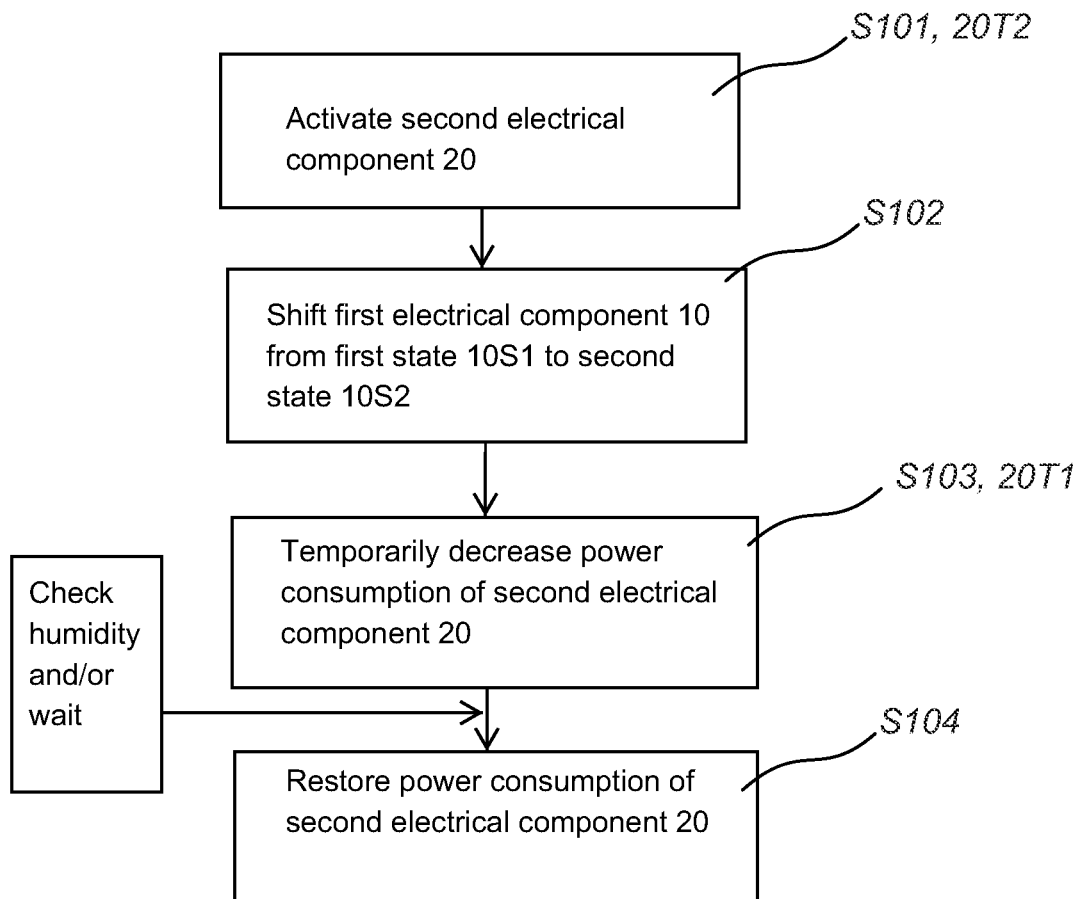 S101, 20T2
Activate second electrical
component 20
S102
Shift first electrical component 10
from first state 10S1 to second
state 10S2
S103, 20T1
Temporarily decrease power
consumption of second electrical
component 20
Check
humidity
and/or
wait
S104
Restore power consumption of
second electrical component 20